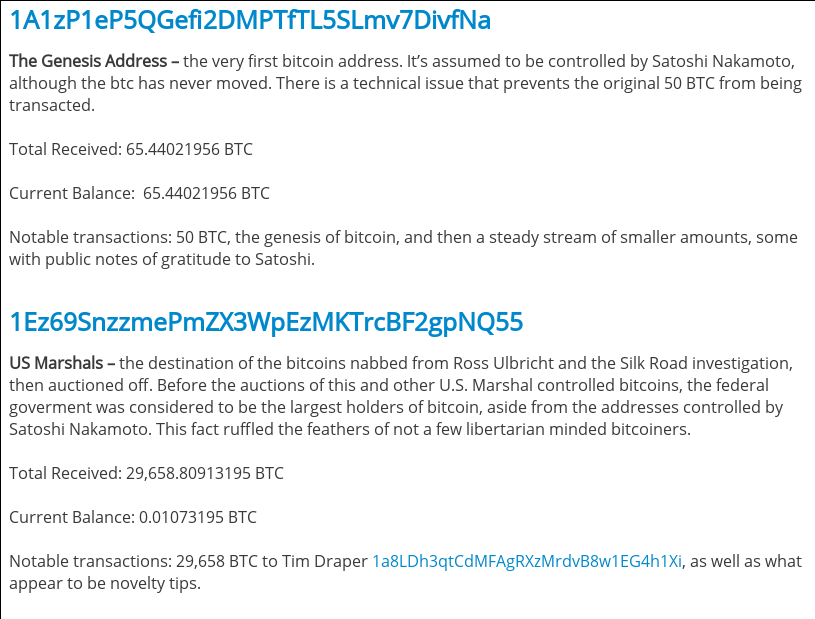 1A1zP1eP5QGefi2DMPTfTL5SLmv7DivfNa
The Genesis Address – the very first bitcoin address. It’s assumed to be controlled by Satoshi Nakamoto,
although the btc has never moved. There is a technical issue that prevents the original 50 BTC from being
transacted.
Total Received: 65.44021956 BTC
Current Balance:  65.44021956 BTC
Notable transactions: 50 BTC, the genesis of bitcoin, and then a steady stream of smaller amounts, some
with public notes of gratitude to Satoshi.
1Ez69SnzzmePmZX3WpEzMKTrcBF2gpNQ55
US Marshals – the destination of the bitcoins nabbed from Ross Ulbricht and the Silk Road investigation,
then auctioned off. Before the auctions of this and other U.S. Marshal controlled bitcoins, the federal
goverment was considered to be the largest holders of bitcoin, aside from the addresses controlled by
Satoshi Nakamoto. This fact ruffled the feathers of not a few libertarian minded bitcoiners.
Total Received: 29,658.80913195 BTC
Current Balance: 0.01073195 BTC
Notable transactions: 29,658 BTC to Tim Draper 1a8LDh3qtCdMFAgRXzMrdvB8w1EG4h1Xi, as well as what
appear to be novelty tips.